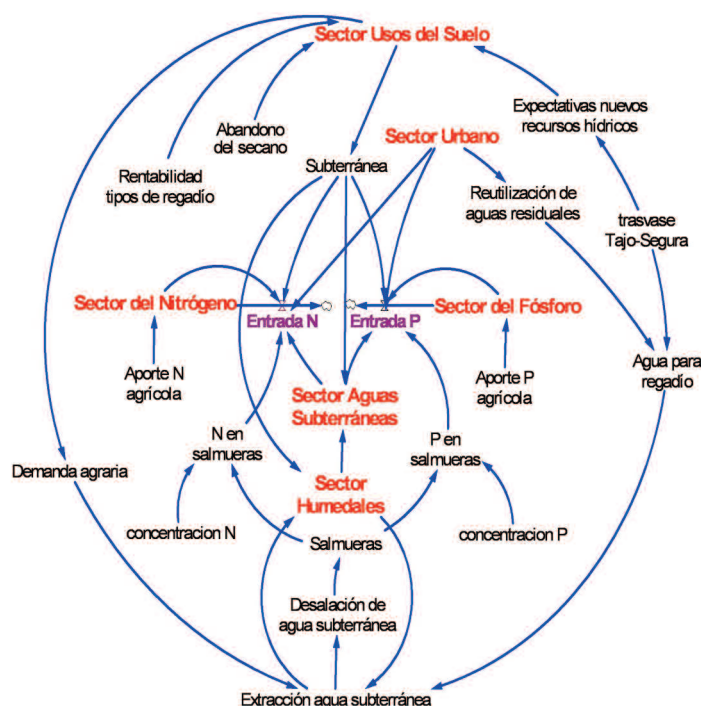 Sector Usos del Suelo
Expectativas nuevos
recursos hídricos
Abandono
del secano
Sector Urbano
Rentabilidad
tipos de regadío
Subterránea
Reutilización de
aguas residuales
trasvase
Tajo-Segura
Sector del Nitrógeno
Sector del Fósforo
Entrada N
Entrada P
Aporte N
agrícola
Aporte P
agrícola
Agua para
regadío
Sector Aguas
Subterráneas
N en
salmueras
P en
salmueras
Demanda agraria
Sector
Humedales
concentracion N
Salmueras
concentracion P
Desalación de
agua subterránea
Extracción agua subterránea